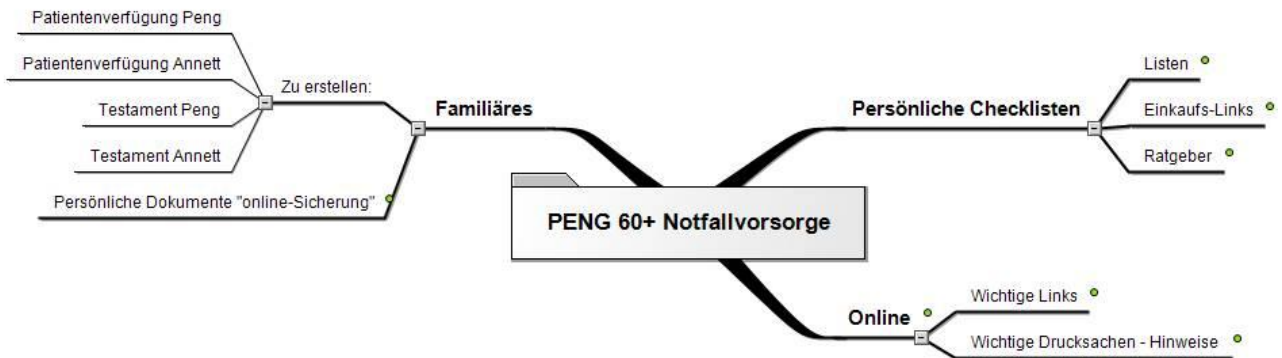 PENG 60+ Notfallvorsorge
Familiäres
Zu erstellen:
Patientenverfügung Peng
Patientenverfügung Annett
Testament Peng
Testament Annett
Persönliche Dokumente "online-Sicherung"
Persönliche Checklisten
Listen
Einkaufs-Links
Ratgeber
Online
Wichtige Links
Wichtige Drucksachen - Hinweise